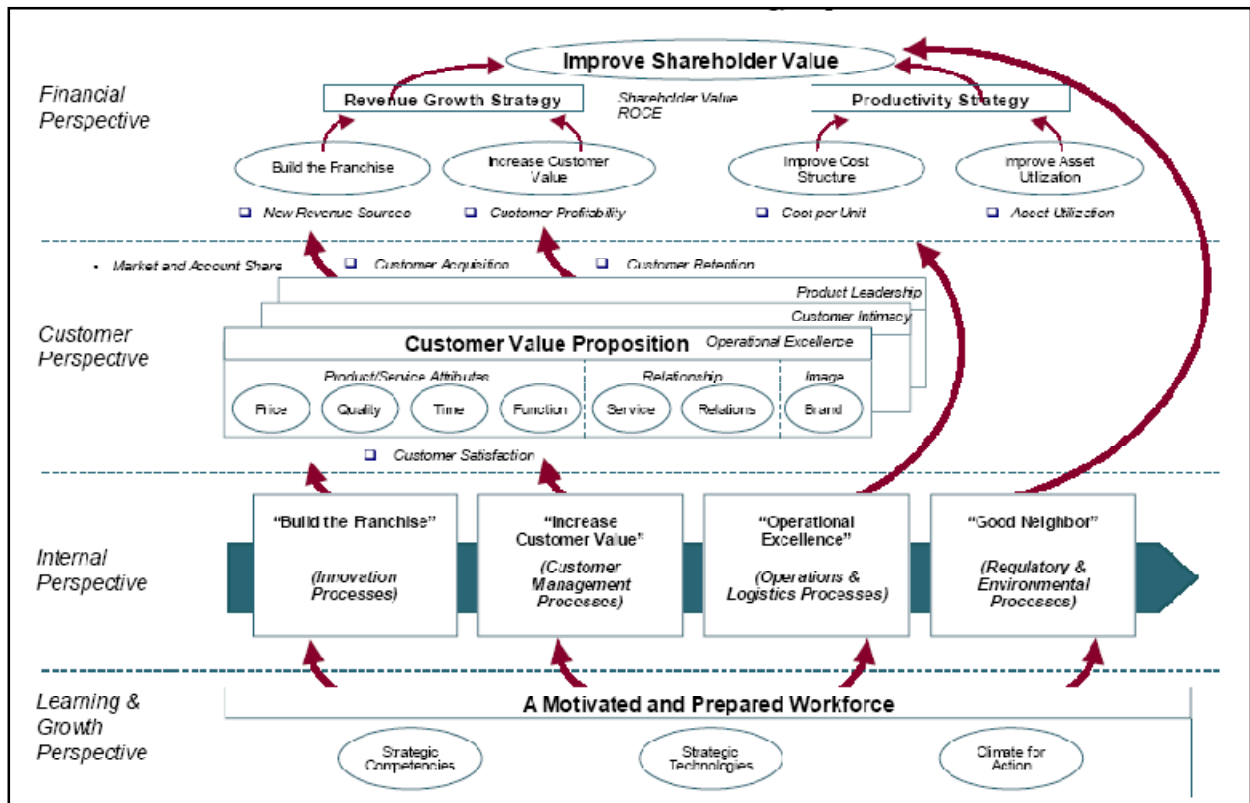 Improve Shareholder Value
Financial
Perspective
Revenue Growth Strategy
Shareholder Value
ROCE
Productivity Strategy
Build the Franchise
Increase Customer
Value
Improve Cost
Structure
Improve Asset
Utilization
New Revenue Sources
Customer Profitability
Cost per Unit
Asset Utilization
• Market and Account Share
Customer Acquisition
Customer Retention
Product Leadership
Customer Intimacy
Customer
Perspective
Customer Value Proposition
Operational Excellence
Product/Service Attributes
Relationship
Image
Price
Quality
Time
Function
Service
Relations
Brand
Customer Satisfaction
Internal
Perspective
“Build the Franchise”
(Innovation
Processes)
“Increase
Customer Value”
(Customer
Management
Processes)
“Operational
Excellence”
(Operations &
Logistics Processes)
“Good Neighbor”
(Regulatory &
Environmental
Processes)
Learning &
Growth
Perspective
A Motivated and Prepared Workforce
Strategic
Competencies
Strategic
Technologies
Climate for
Action